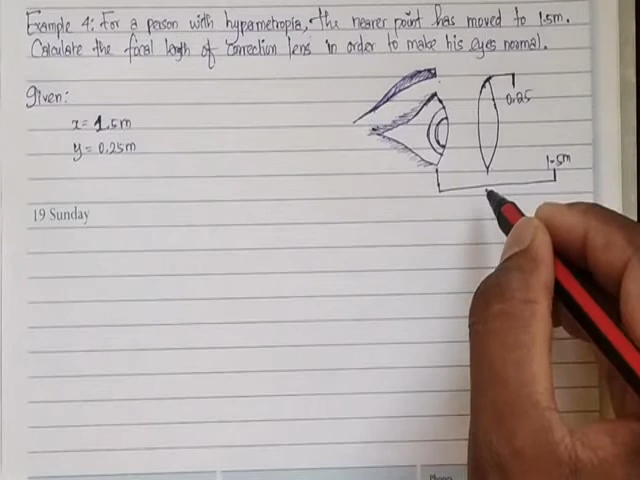 Example 4: For a person with hypametropia, the nearer point has moved to 1.5m.
Calculate the focal length of correction lens in order to make his eyes normal.
Given:
x = 1.5m
y = 0.25m
0.25
1.5m
19 Sunday